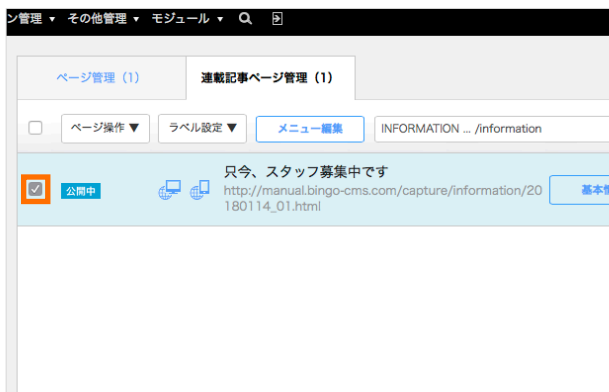 ン管理 ▼ その他管理 ▼ モジュール ▼
ページ管理（1） 連載記事ページ管理（1）
ページ操作 ▼ ラベル設定 ▼ メニュー編集 INFORMATION ... /information
公開中 只今、スタッフ募集中です
http://manual.bingo-cms.com/capture/information/20
180114_01.html
基本情